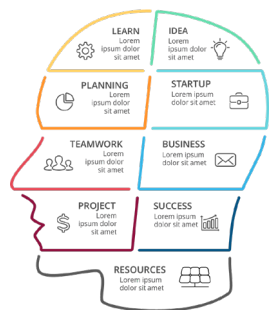 LEARN
Lorem
ipsum dolor
sit amet
IDEA
Lorem
ipsum dolor
sit amet
PLANNING
Lorem
ipsum dolor
sit amet
STARTUP
Lorem ipsum
dolor sit amet
TEAMWORK
Lorem
ipsum dolor
sit amet
BUSINESS
Lorem ipsum
dolor sit amet
PROJECT
Lorem
ipsum dolor
sit amet
$
SUCCESS
Lorem ipsum
dolor sit amet
RESOURCES
Lorem ipsum
dolor sit amet